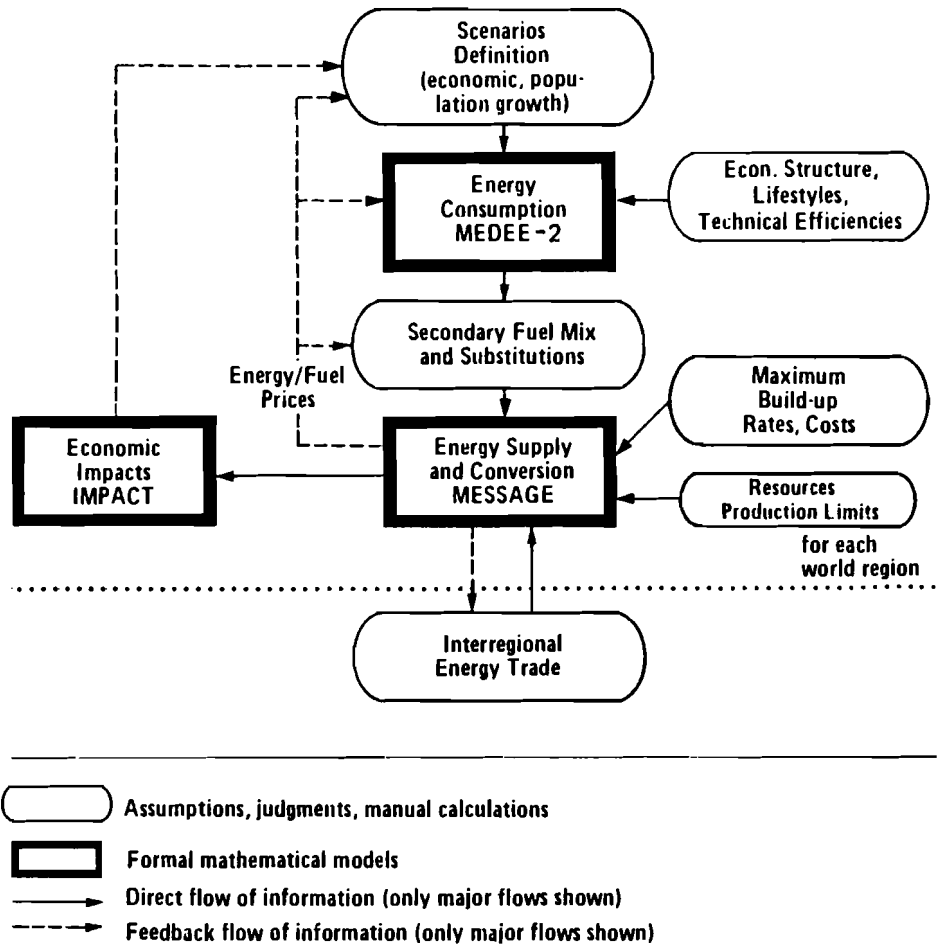 Scenarios
Definition
(economic, popu-
lation growth)
Energy
Consumption
MEDEE-2
Econ. Structure,
Lifestyles,
Technical Efficiencies
Secondary Fuel Mix
and Substitutions
Energy/Fuel
Prices
Maximum
Build-up
Rates, Costs
Economic
Impacts
IMPACT
Energy Supply
and Conversion
MESSAGE
Resources
Production Limits
for each
world region
Interregional
Energy Trade
Assumptions, judgments, manual calculations
Formal mathematical models
Direct flow of information (only major flows shown)
Feedback flow of information (only major flows shown)